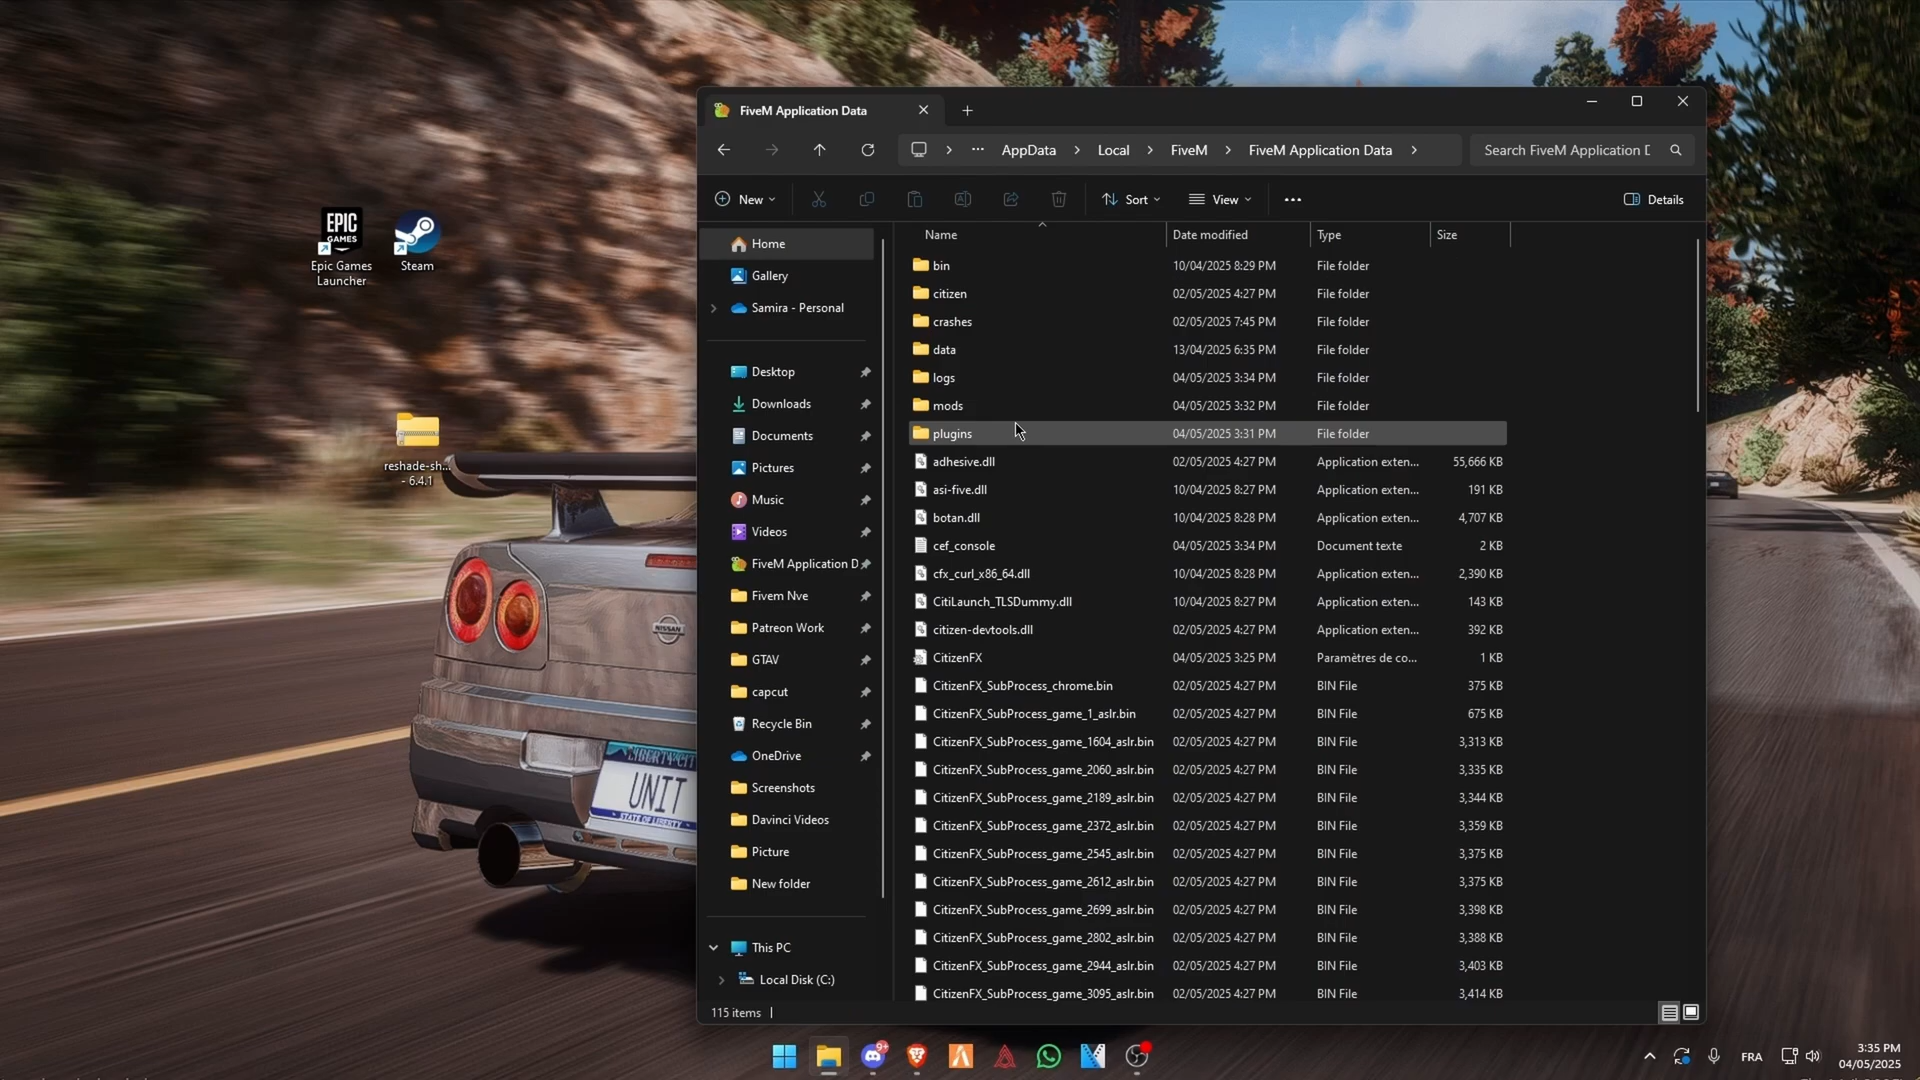 EPIC
GAMES
Epic Games
Launcher
Steam
reshade-sh...
- 6.4.1
NISSAN
LIBERTY CIT
UNIT
STATE OF LIBERTY
FiveM Application Data
AppData
Local
FiveM
FiveM Application Data
Search FiveM Application D
New
Sort
View
Details
Home
Gallery
Samira - Personal
Desktop
Downloads
Documents
Pictures
Music
Videos
FiveM Application D
Fivem Nve
Patreon Work
GTAV
capcut
Recycle Bin
OneDrive
Screenshots
Davinci Videos
Picture
New folder
This PC
Local Disk (C:)
Name Date modified Type Size
bin 10/04/2025 8:29 PM File folder
citizen 02/05/2025 4:27 PM File folder
crashes 02/05/2025 7:45 PM File folder
data 13/04/2025 6:35 PM File folder
logs 04/05/2025 3:34 PM File folder
mods 04/05/2025 3:32 PM File folder
plugins 04/05/2025 3:31 PM File folder
adhesive.dll 02/05/2025 4:27 PM Application exten... 55,666 KB
asi-five.dll 10/04/2025 8:27 PM Application exten... 191 KB
botan.dll 10/04/2025 8:28 PM Application exten... 4,707 KB
cef_console 04/05/2025 3:34 PM Document texte 2 KB
cfx_curl_x86_64.dll 10/04/2025 8:28 PM Application exten... 2,390 KB
CitiLaunch_TLSDummy.dll 10/04/2025 8:27 PM Application exten... 143 KB
citizen-devtools.dll 02/05/2025 4:27 PM Application exten... 392 KB
CitizenFX 04/05/2025 3:25 PM Paramètres de co... 1 KB
CitizenFX_SubProcess_chrome.bin 02/05/2025 4:27 PM BIN File 375 KB
CitizenFX_SubProcess_game_1_aslr.bin 02/05/2025 4:27 PM BIN File 675 KB
CitizenFX_SubProcess_game_1604_aslr.bin 02/05/2025 4:27 PM BIN File 3,313 KB
CitizenFX_SubProcess_game_2060_aslr.bin 02/05/2025 4:27 PM BIN File 3,335 KB
CitizenFX_SubProcess_game_2189_aslr.bin 02/05/2025 4:27 PM BIN File 3,344 KB
CitizenFX_SubProcess_game_2372_aslr.bin 02/05/2025 4:27 PM BIN File 3,359 KB
CitizenFX_SubProcess_game_2545_aslr.bin 02/05/2025 4:27 PM BIN File 3,375 KB
CitizenFX_SubProcess_game_2612_aslr.bin 02/05/2025 4:27 PM BIN File 3,375 KB
CitizenFX_SubProcess_game_2699_aslr.bin 02/05/2025 4:27 PM BIN File 3,398 KB
CitizenFX_SubProcess_game_2802_aslr.bin 02/05/2025 4:27 PM BIN File 3,388 KB
CitizenFX_SubProcess_game_2944_aslr.bin 02/05/2025 4:27 PM BIN File 3,403 KB
CitizenFX_SubProcess_game_3095_aslr.bin 02/05/2025 4:27 PM BIN File 3,414 KB
115 items
9+
FRA
3:35 PM
04/05/2025